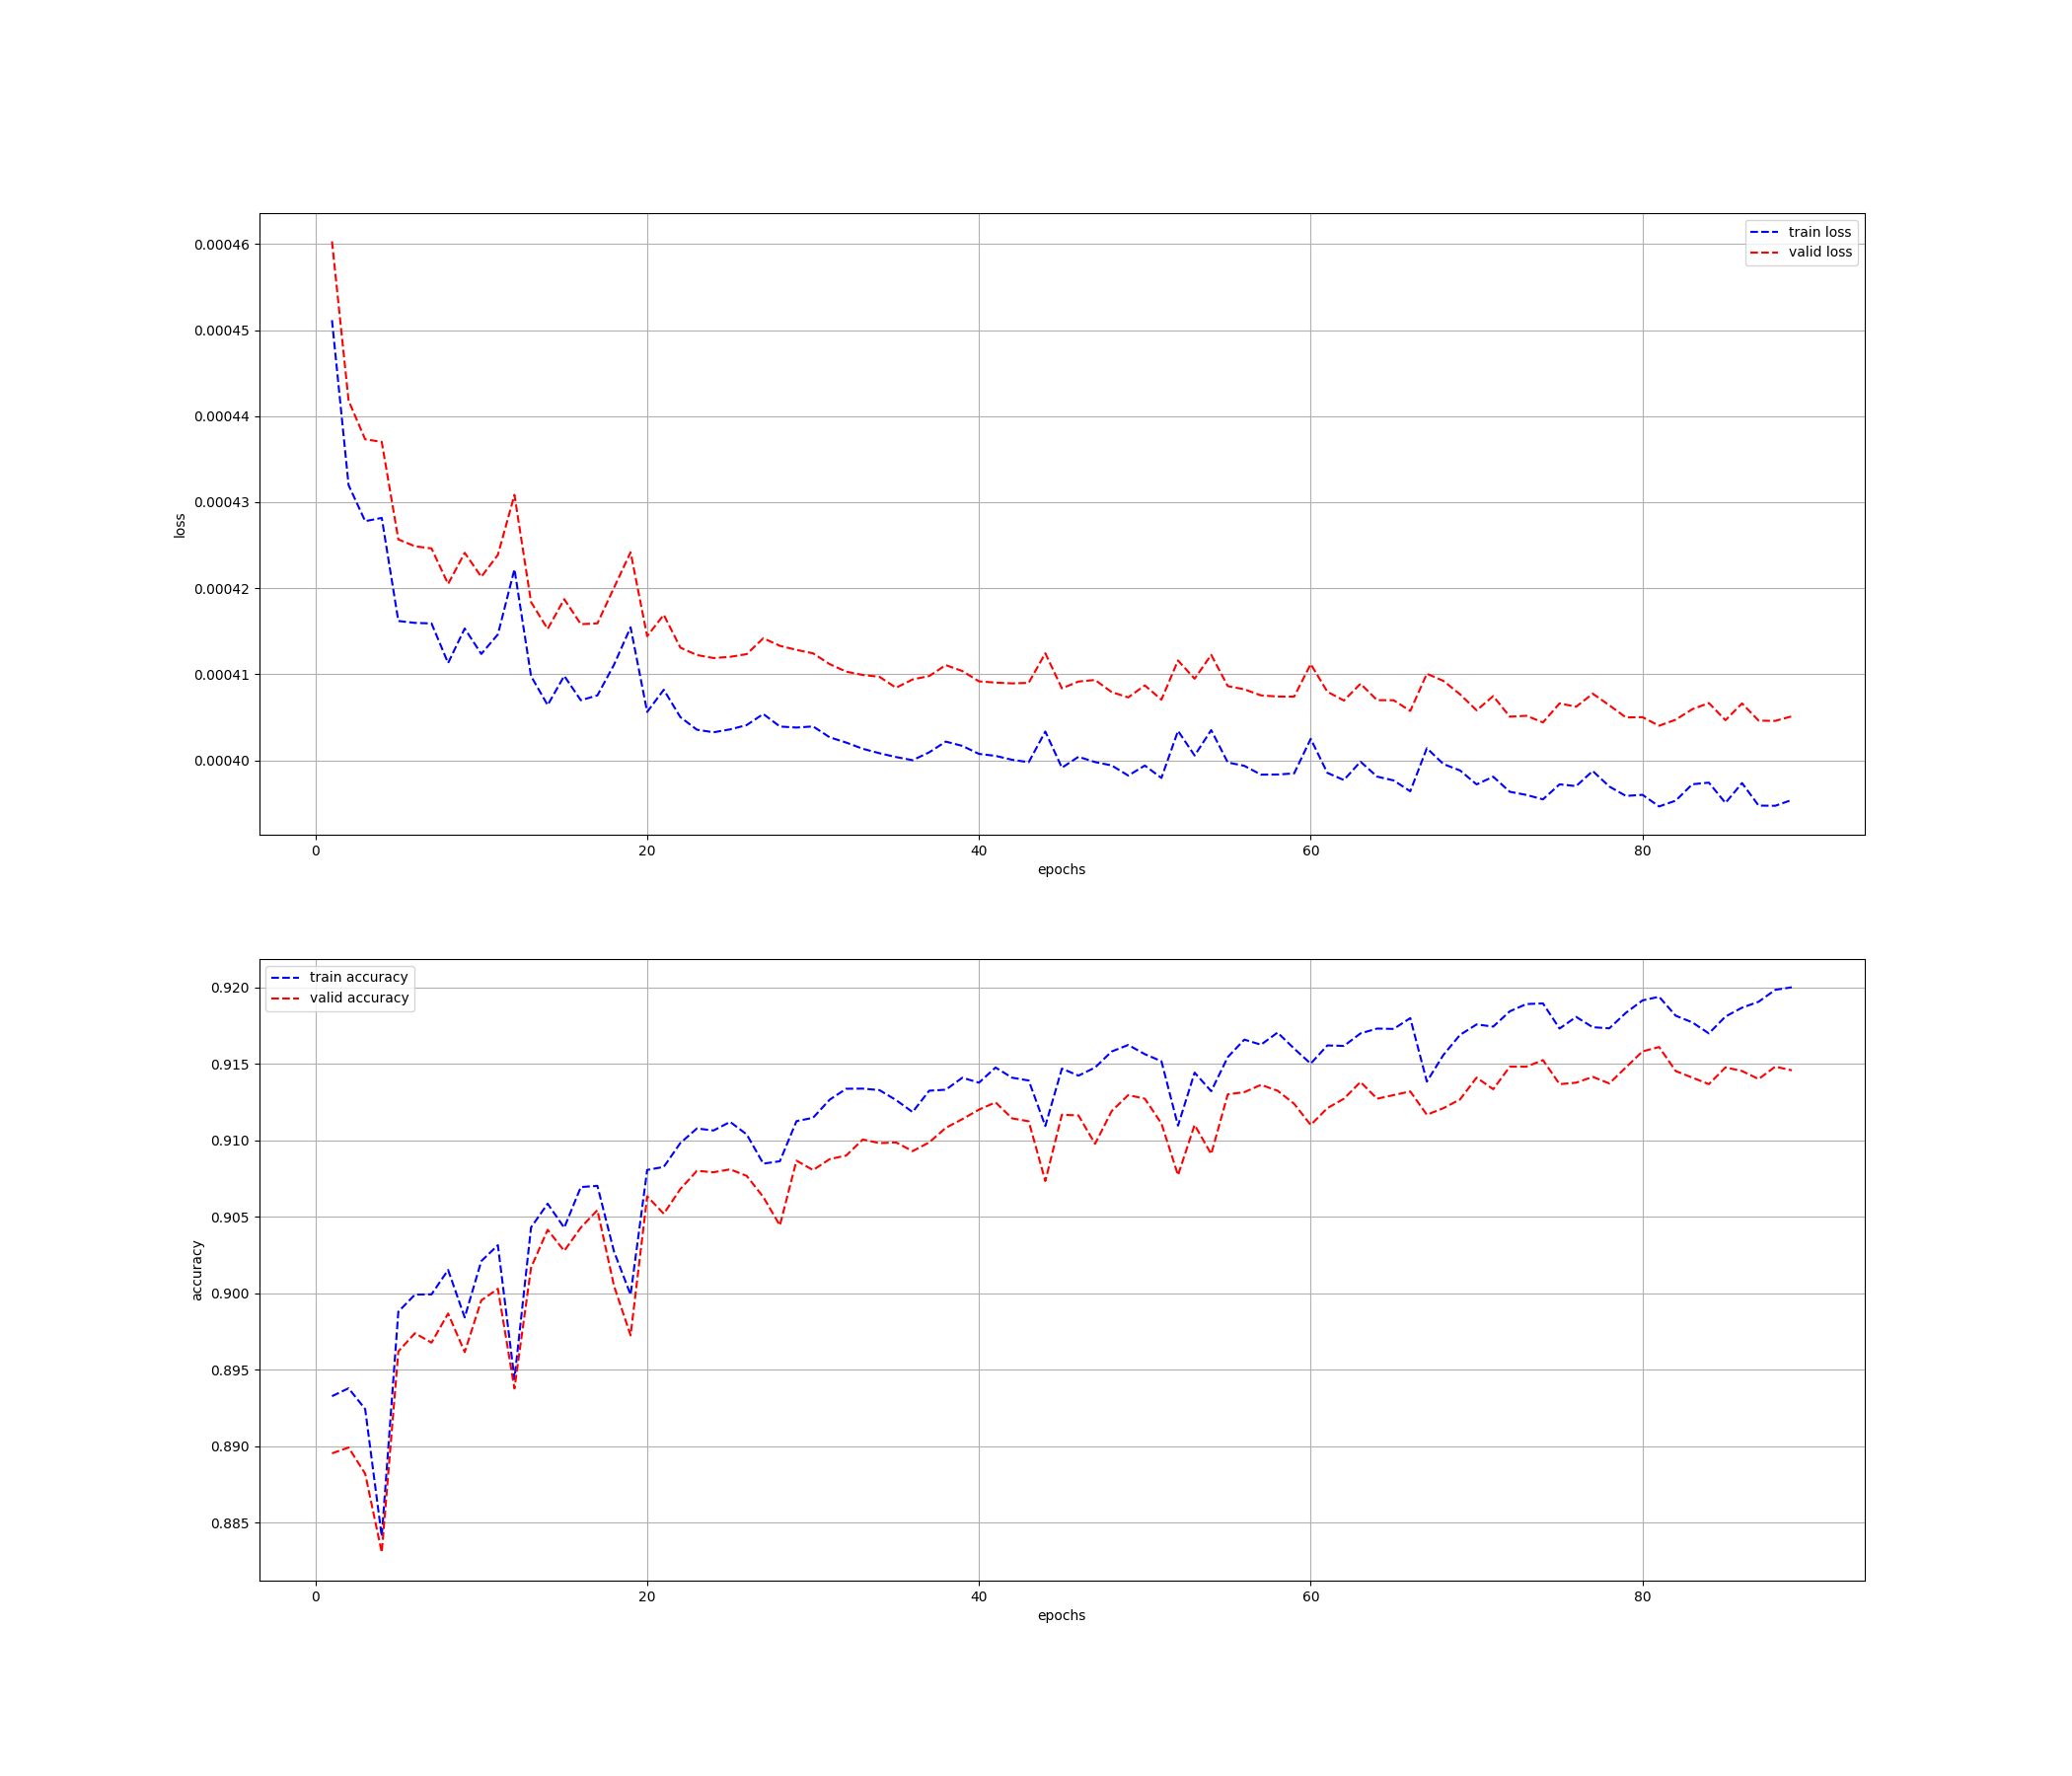 0.00046
0.00045
0.00044
0.00043
0.00042
0.00041
0.00040
loss
train loss
valid loss
0 20 40 60 80
epochs
train accuracy
valid accuracy
0.920
0.915
0.910
0.905
0.900
0.895
0.890
0.885
accuracy
0 20 40 60 80
epochs